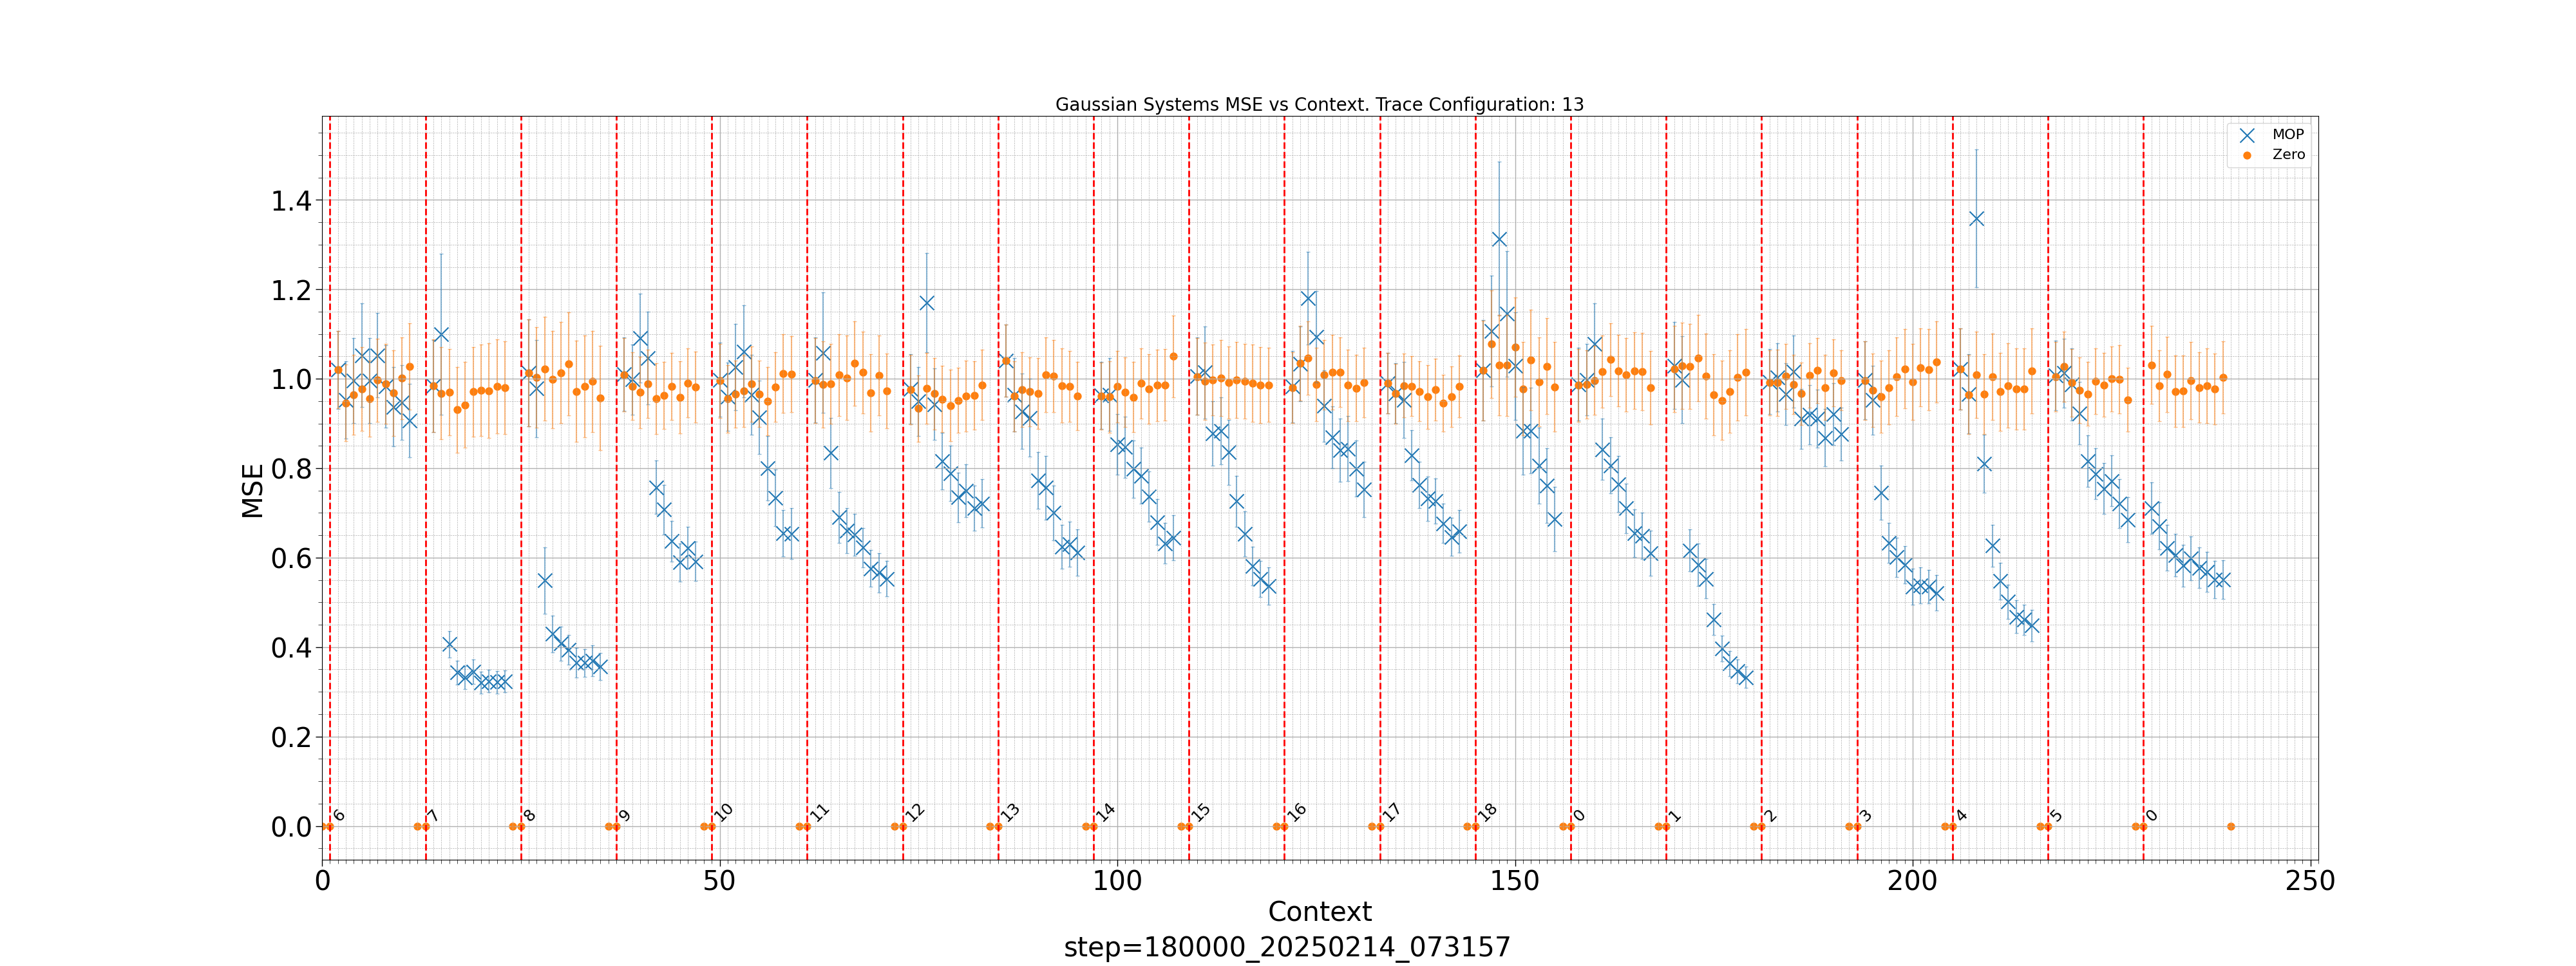 Gaussian Systems MSE vs Context. Trace Configuration: 13
MOP
Zero
1.4
1.2
1.0
0.8
0.6
0.4
0.2
0.0
MSE
6 7 8 9 10 11 12 13 14 15 16 17 18 0 1 2 3 4 5 0
0 50 100 150 200 250
Context
step=180000_20250214_073157